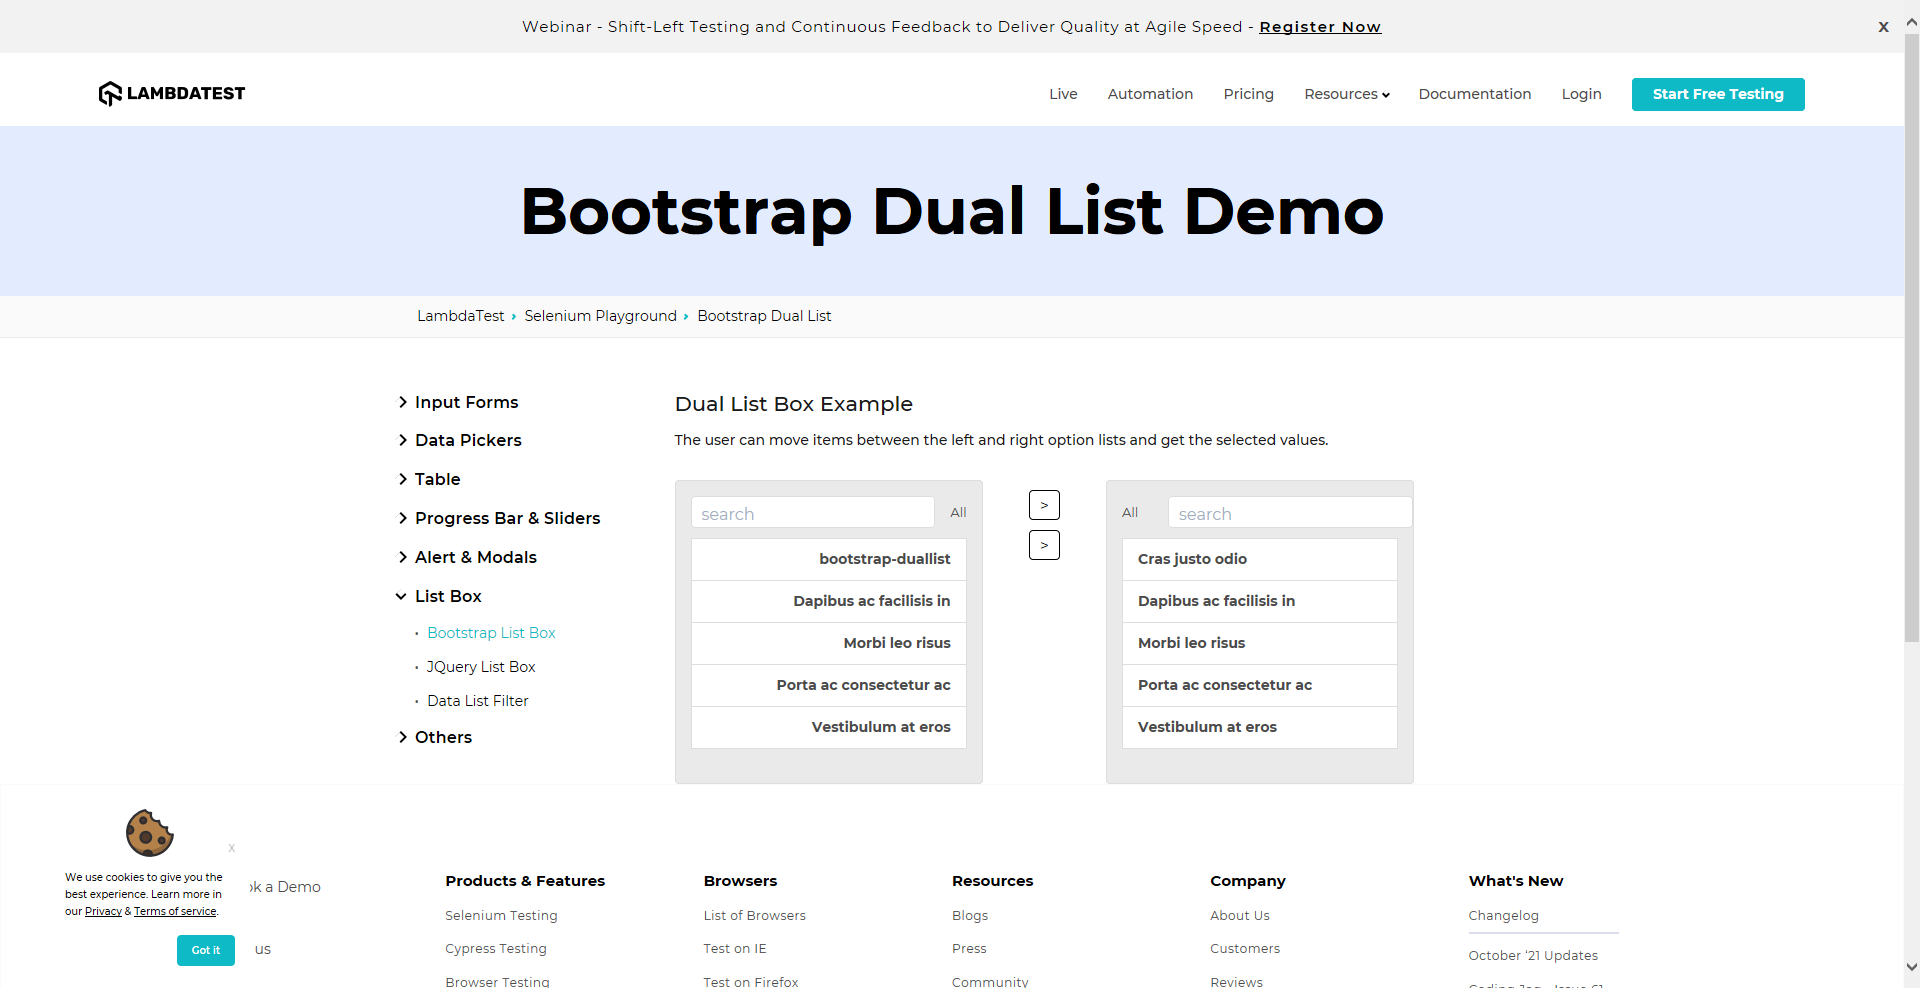 Webinar - Shift-Left Testing and Continuous Feedback to Deliver Quality at Agile Speed - Register Now
X
LAMBDATEST
Live
Automation
Pricing
Resources
Documentation
Login
Start Free Testing
Bootstrap Dual List Demo
LambdaTest › Selenium Playground › Bootstrap Dual List
Input Forms
Data Pickers
Table
Progress Bar & Sliders
Alert & Modals
List Box
Bootstrap List Box
JQuery List Box
Data List Filter
Others
Dual List Box Example
The user can move items between the left and right option lists and get the selected values.
search
All
bootstrap-duallist
Dapibus ac facilisis in
Morbi leo risus
Porta ac consectetur ac
Vestibulum at eros
>
>
All
search
Cras justo odio
Dapibus ac facilisis in
Morbi leo risus
Porta ac consectetur ac
Vestibulum at eros
X
We use cookies to give you the
best experience. Learn more in
our Privacy & Terms of service.
Got it
a Demo
us
Products & Features
Selenium Testing
Cypress Testing
Browser Testing
Browsers
List of Browsers
Test on IE
Test on Firefox
Resources
Blogs
Press
Community
Company
About Us
Customers
Reviews
What's New
Changelog
October '21 Updates